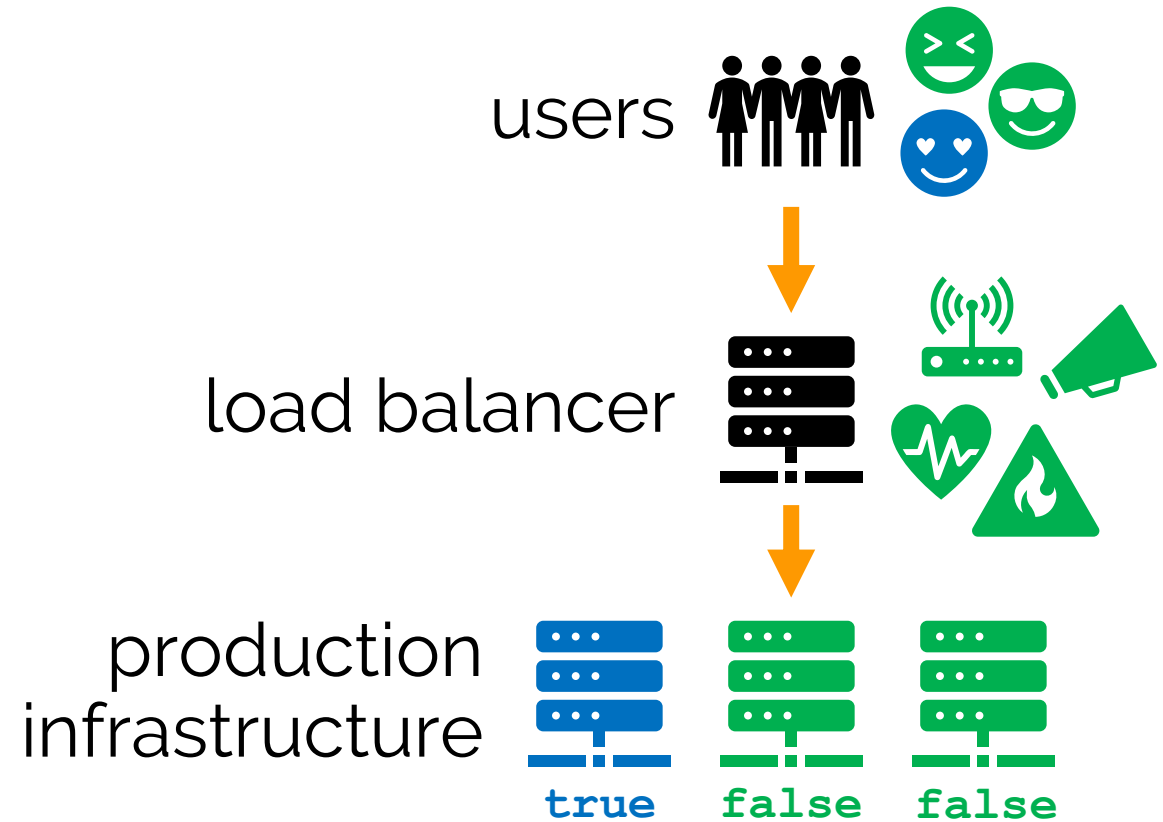 users
load balancer
production
infrastructure
true false false